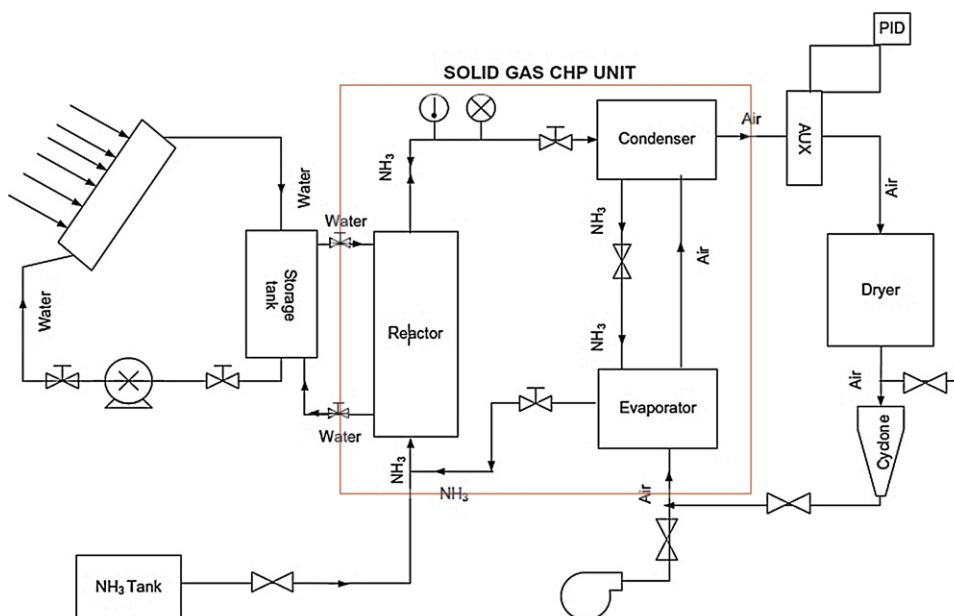 PID
SOLID GAS CHP UNIT
Condenser
Air
AUX
NH₃
Water
Water
NH₃
Air
Air
Storage
tank
Reactor
Dryer
Water
NH₃
Air
Evaporator
Cyclone
Water
NH₃
NH₃
Air
NH₃ Tank